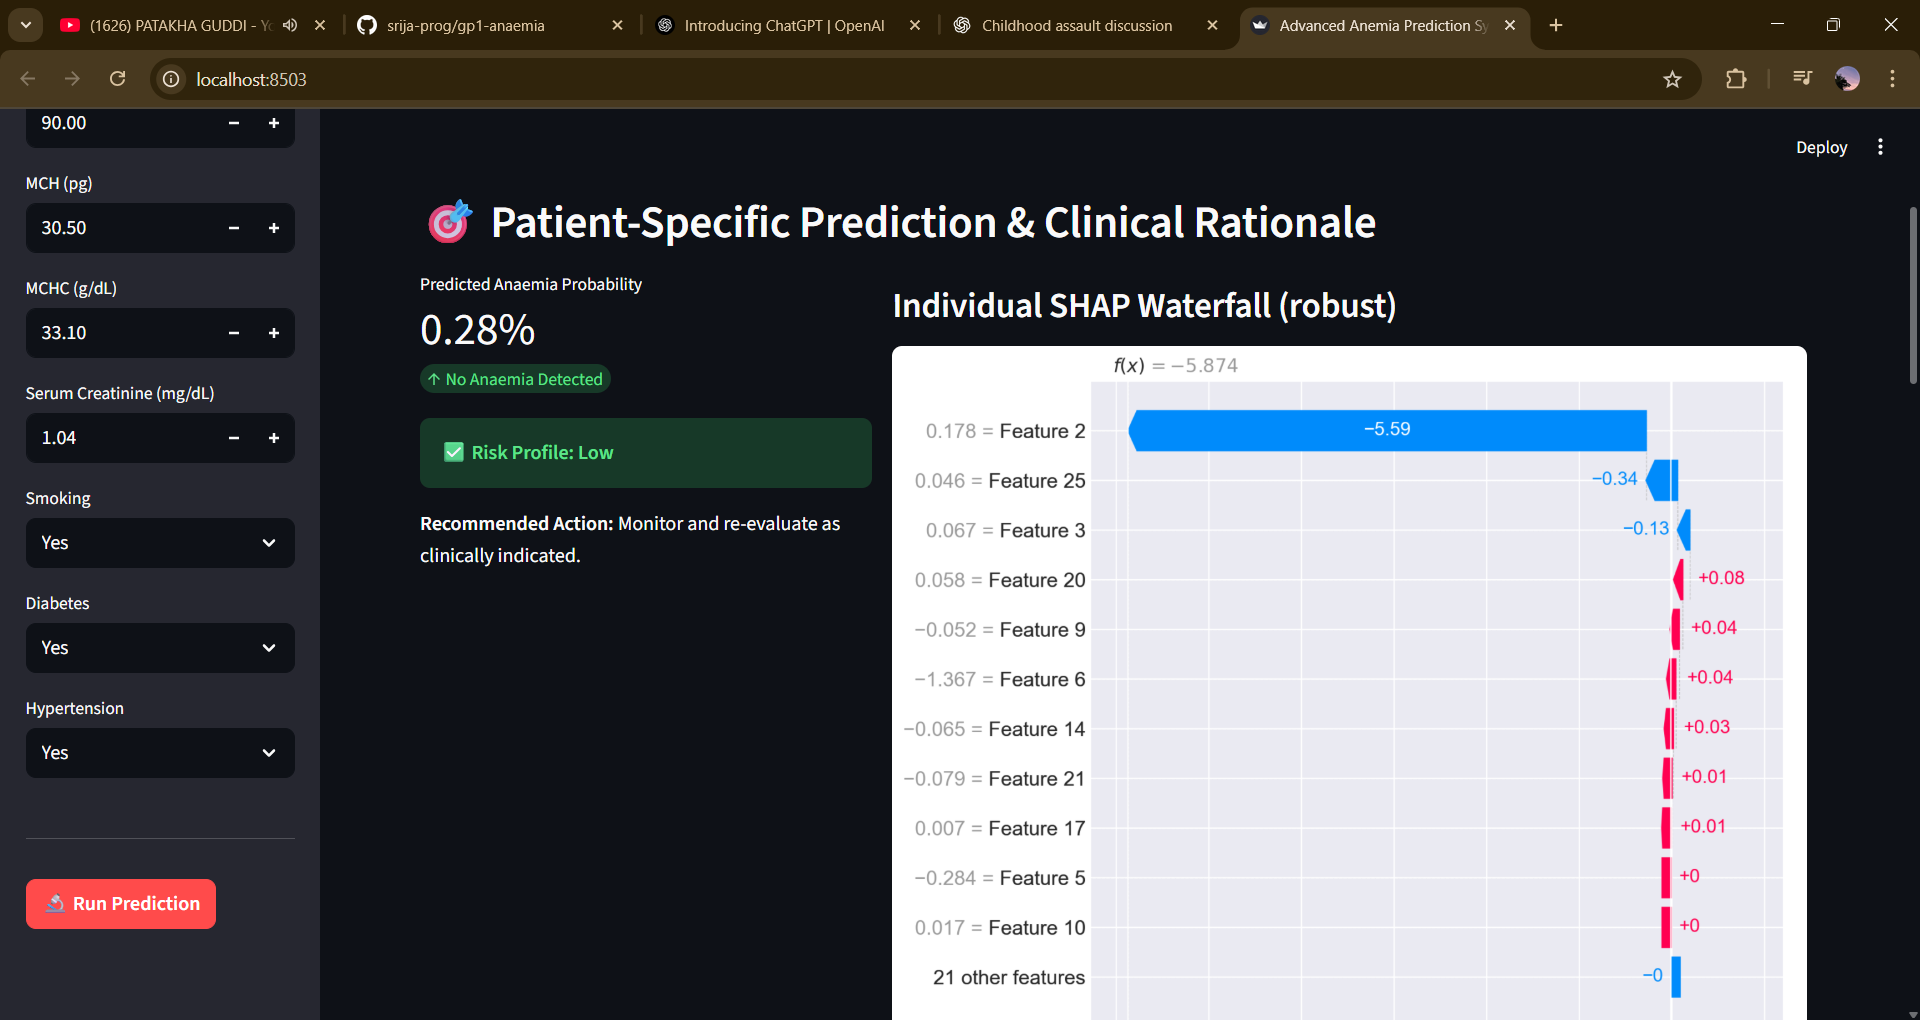 (1626) PATAKHA GUDDI - Yo
srija-prog/gp1-anaemia
Introducing ChatGPT | OpenAI
Childhood assault discussion
Advanced Anemia Prediction Sy
localhost:8503
90.00
MCH (pg)
30.50
MCHC (g/dL)
33.10
Serum Creatinine (mg/dL)
1.04
Smoking
Yes
Diabetes
Yes
Hypertension
Yes
Run Prediction
Deploy
Patient-Specific Prediction & Clinical Rationale
Predicted Anaemia Probability
0.28%
↑ No Anaemia Detected
Risk Profile: Low
Recommended Action: Monitor and re-evaluate as
clinically indicated.
Individual SHAP Waterfall (robust)
f(x) = −5.874
0.178 = Feature 2 −5.59
0.046 = Feature 25 −0.34
0.067 = Feature 3 −0.13
0.058 = Feature 20 +0.08
−0.052 = Feature 9 +0.04
−1.367 = Feature 6 +0.04
−0.065 = Feature 14 +0.03
−0.079 = Feature 21 +0.01
0.007 = Feature 17 +0.01
−0.284 = Feature 5 +0
0.017 = Feature 10 +0
21 other features −0